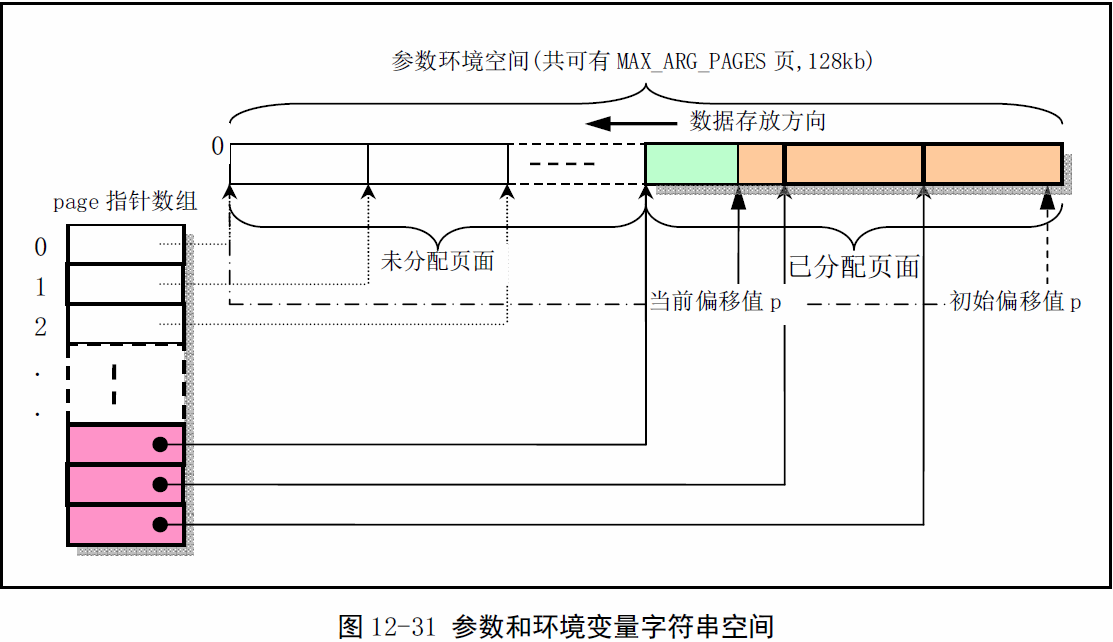 参数环境空间(共可有 MAX_ARG_PAGES 页,128kb)
数据存放方向
0
page 指针数组
0
未分配页面
已分配页面
1
当前偏移值 p
初始偏移值 p
2
.
.
图 12-31 参数和环境变量字符串空间